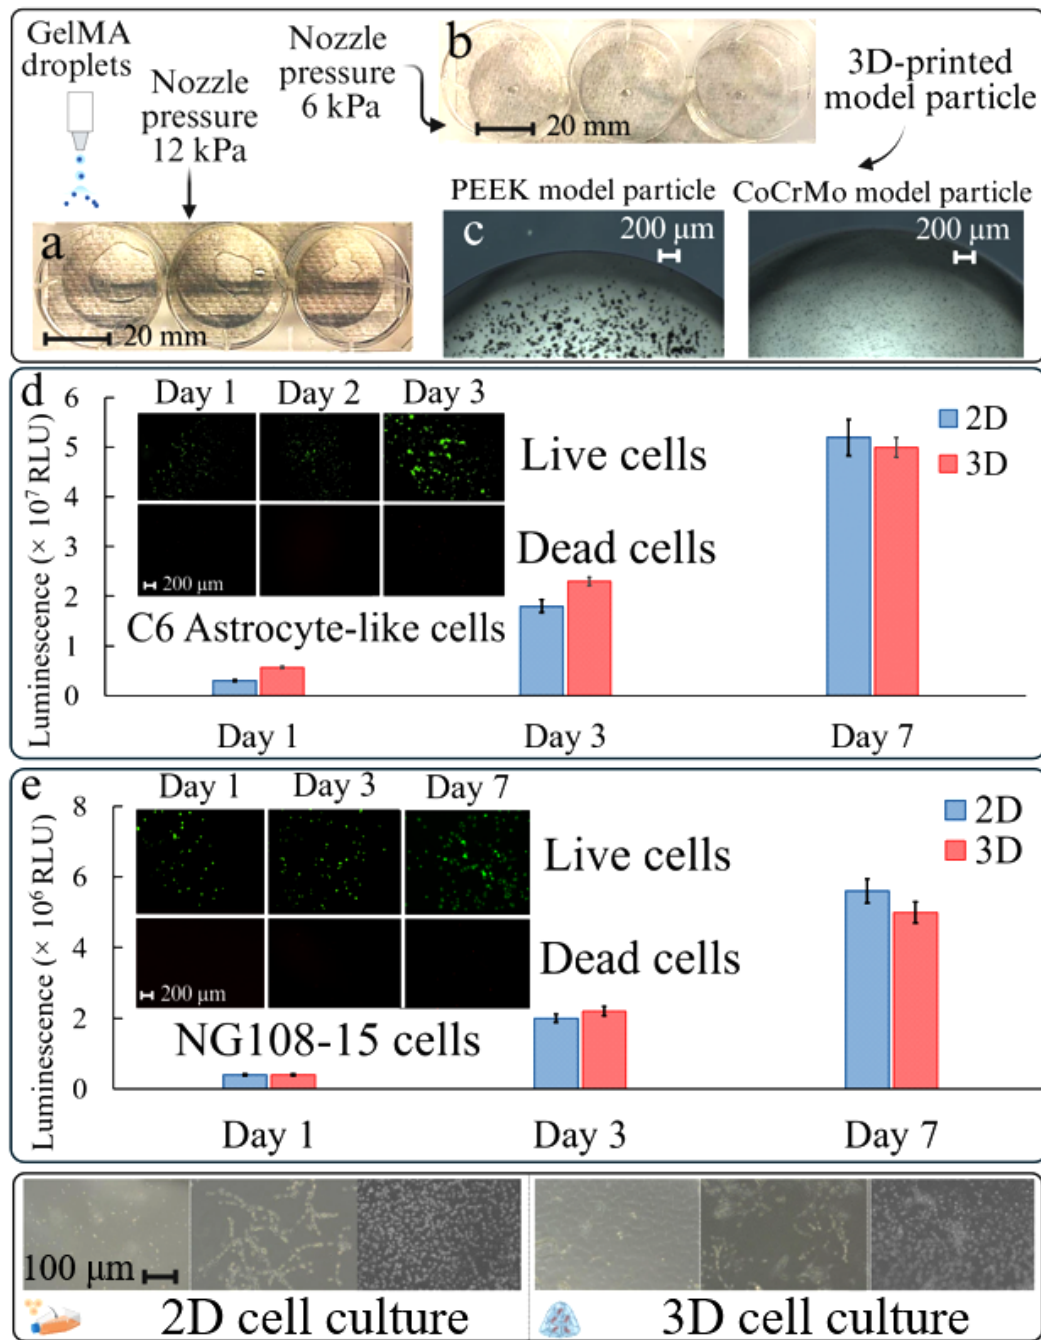 GelMA
droplets
Nozzle
pressure
12 kPa
Nozzle
pressure
6 kPa
b
20 mm
3D-printed
model particle
a
20 mm
PEEK model particle
CoCrMo model particle
c
200 μm
200 μm
d
Luminescence (× 10⁷ RLU)
6
5
4
3
2
1
0
Day 1
Day 2
Day 3
Live cells
Dead cells
200 μm
C6 Astrocyte-like cells
2D
3D
Day 1
Day 3
Day 7
e
Luminescence (× 10⁶ RLU)
8
6
4
2
0
Day 1
Day 3
Day 7
Live cells
Dead cells
200 μm
NG108-15 cells
2D
3D
Day 1
Day 3
Day 7
100 μm
2D cell culture
3D cell culture